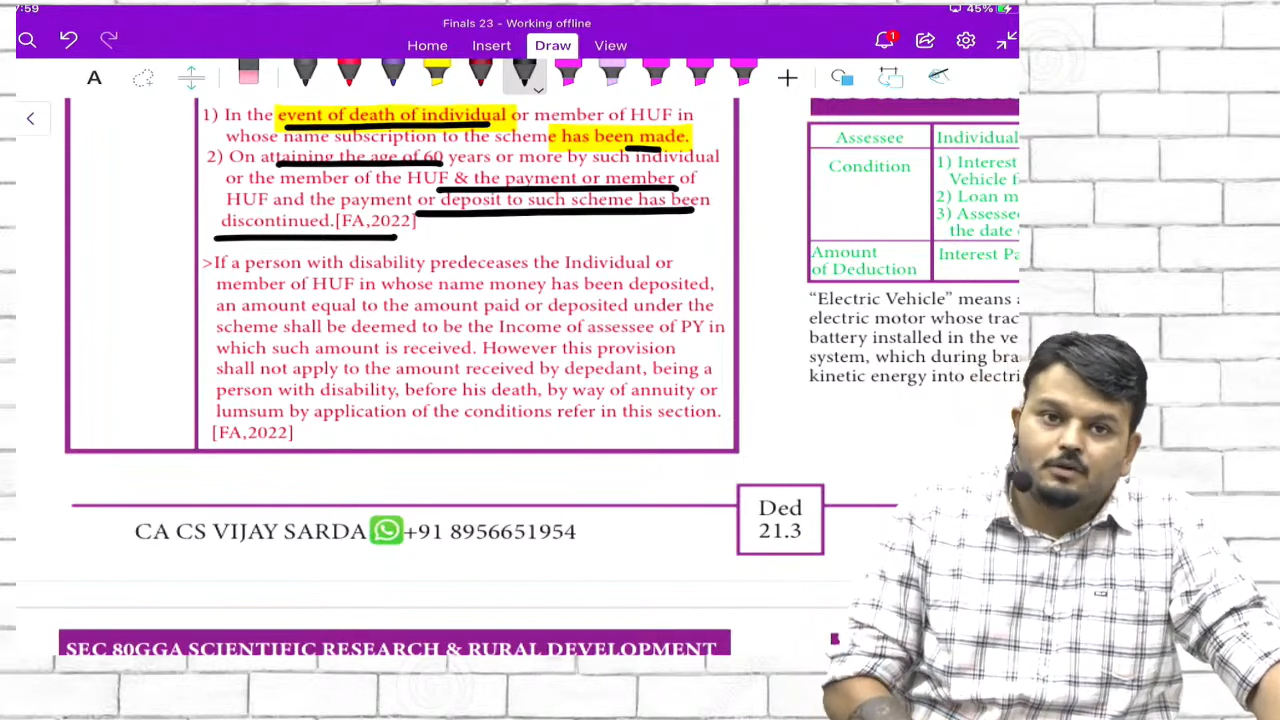 :59
45%
Finals 23 - Working offline
Home Insert Draw View
1
A
1) In the event of death of individual or member of HUF in
whose name subscription to the scheme has been made.
2) On attaining the age of 60 years or more by such individual
or the member of the HUF & the payment or member of
HUF and the payment or deposit to such scheme has been
discontinued.[FA,2022]
>If a person with disability predeceases the Individual or
member of HUF in whose name money has been deposited,
an amount equal to the amount paid or deposited under the
scheme shall be deemed to be the Income of assessee of PY in
which such amount is received. However this provision
shall not apply to the amount received by depedant, being a
person with disability, before his death, by way of annuity or
lumsum by application of the conditions refer in this section.
[FA,2022]
CA CS VIJAY SARDA +91 8956651954
Ded
21.3
SEC 80GGA SCIENTIFIC RESEARCH & RURAL DEVELOPMENT
Assessee Individual
Condition 1) Interest
Vehicle f
2) Loan m
3) Assesse
the date
Amount
of Deduction
Interest Pa
“Electric Vehicle” means a
electric motor whose trac
battery installed in the ve
system, which during bra
kinetic energy into electri